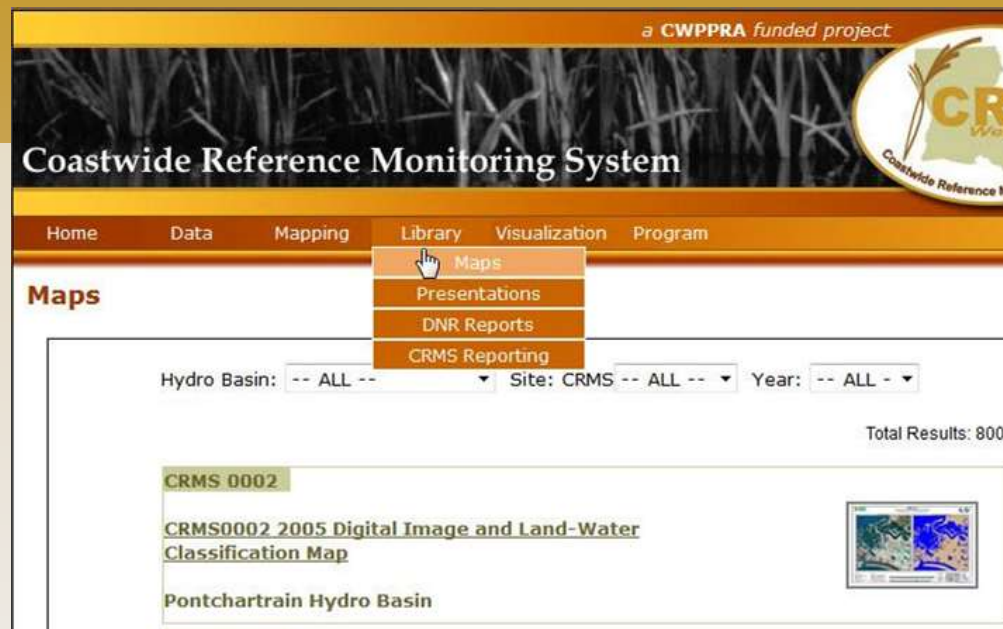 a CWPPRA funded project
Coastwide Reference Monitoring System
Coastwide Reference
Home Data Mapping Library Visualization Program
Maps
Presentations
DNR Reports
CRMS Reporting
Maps
Hydro Basin: -- ALL -- Site: CRMS -- ALL -- Year: -- ALL -
Total Results: 800
CRMS 0002
CRMS0002 2005 Digital Image and Land-Water
Classification Map
Pontchartrain Hydro Basin